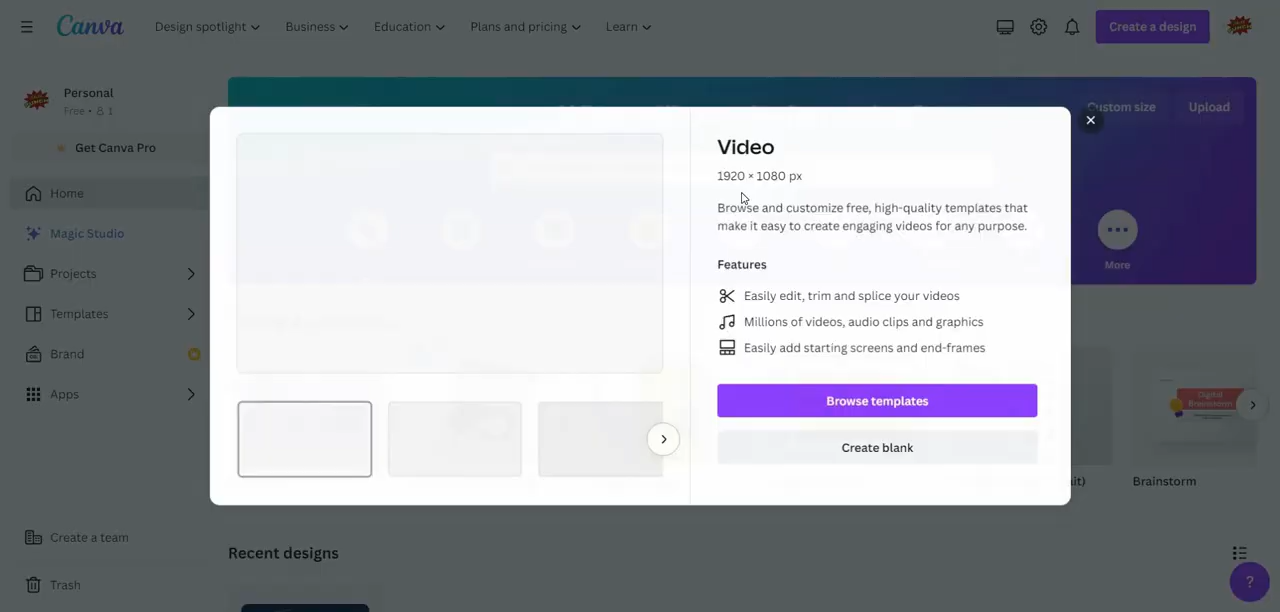 Canva
Design spotlight
Business
Education
Plans and pricing
Learn
Create a design
Personal
Free • 1
Get Canva Pro
Home
Magic Studio
Projects
Templates
Brand
Apps
Create a team
Trash
Custom size
Upload
More
Video
1920 × 1080 px
Browse and customize free, high-quality templates that
make it easy to create engaging videos for any purpose.
Features
Easily edit, trim and splice your videos
Millions of videos, audio clips and graphics
Easily add starting screens and end-frames
Browse templates
Create blank
Digital
Brainstorm
Brainstorm
Recent designs
?